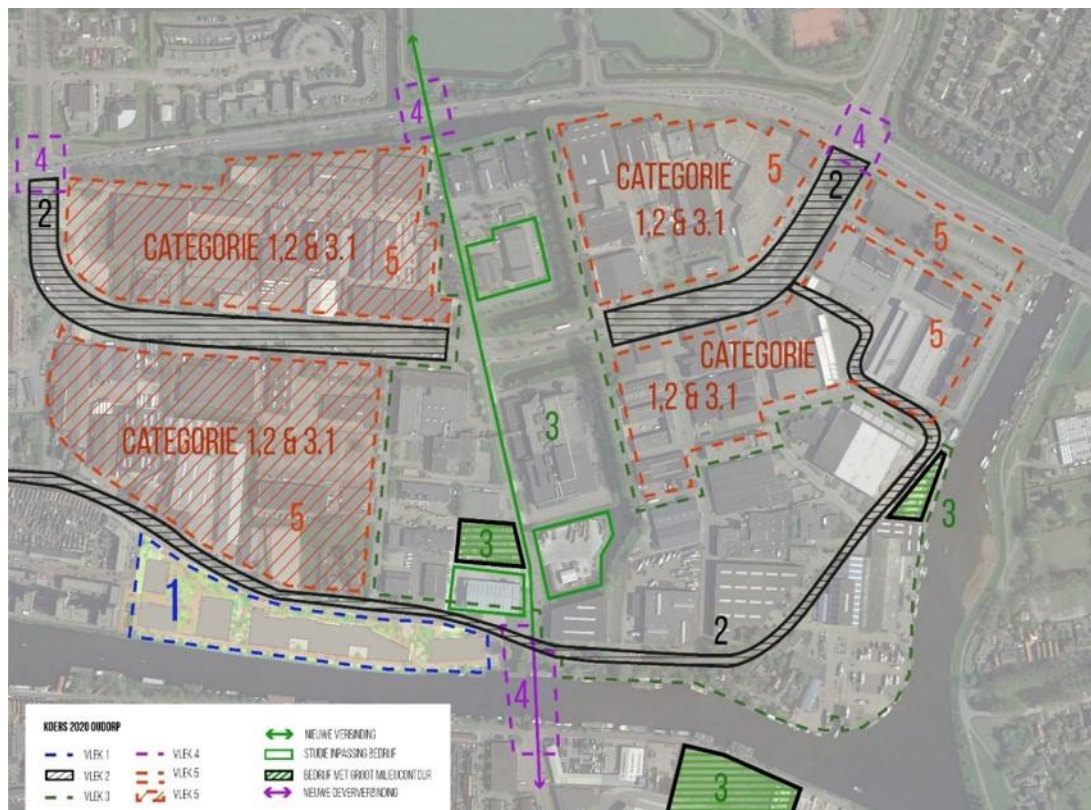 4
4
4
2
2
5
CATEGORIE
1,2 & 3.1
CATEGORIE 1,2 & 3.1
5
5
5
CATEGORIE
1,2 & 3.1
CATEGORIE 1,2 & 3.1
5
3
3
3
1
2
4
3
KOERS 2020 OUDORP
VLEK 1
VLEK 2
VLEK 3
VLEK 4
VLEK 5
VLEK 5
NIEUWE VERBINDING
STUDIE INPASSING BEDRIJF
BEDRIJF MET GROOT MILIEUCONTOUR
NIEUWE OEVERVERBINDING